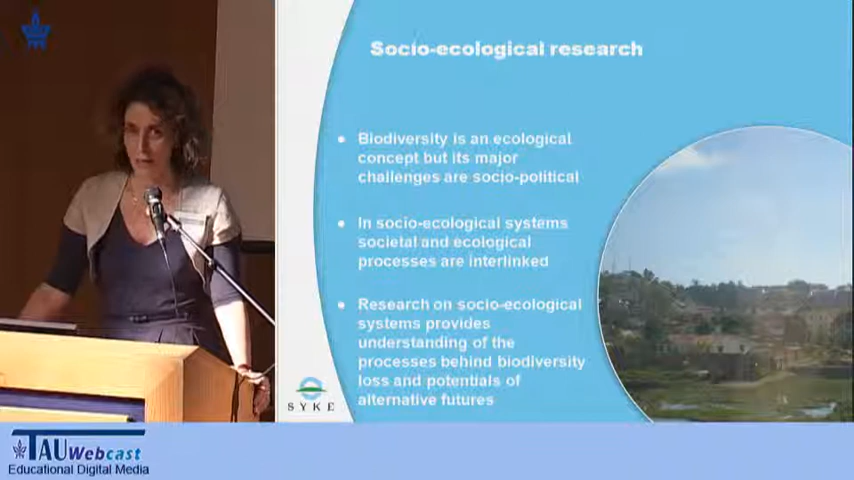 Socio-ecological research
• Biodiversity is an ecological
concept but its major
challenges are socio-political
• In socio-ecological systems
societal and ecological
processes are interlinked
• Research on socio-ecological
systems provides
understanding of the
processes behind biodiversity
loss and potentials of
alternative futures
SYKE
TAUWebcast
Educational Digital Media